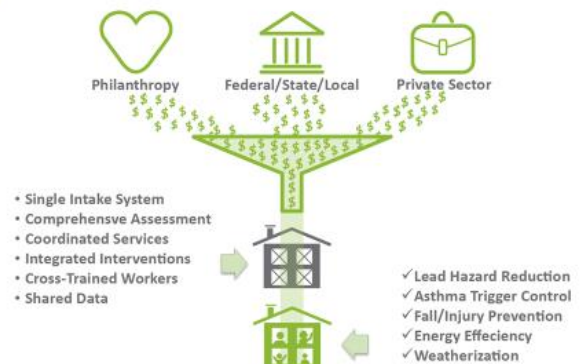 Philanthropy
Federal/State/Local
Private Sector
• Single Intake System
• Comprehensve Assessment
• Coordinated Services
• Integrated Interventions
• Cross-Trained Workers
• Shared Data
✓Lead Hazard Reduction
✓Asthma Trigger Control
✓Fall/Injury Prevention
✓Energy Effeciency
✓Weatherization